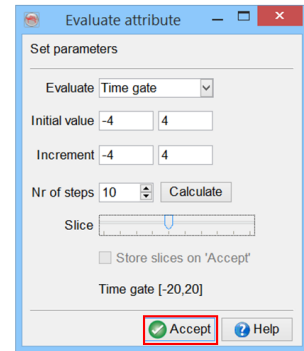 Evaluate attribute
Set parameters
Evaluate Time gate
Initial value -4 4
Increment -4 4
Nr of steps 10 Calculate
Slice
Store slices on 'Accept'
Time gate [-20,20]
Accept Help